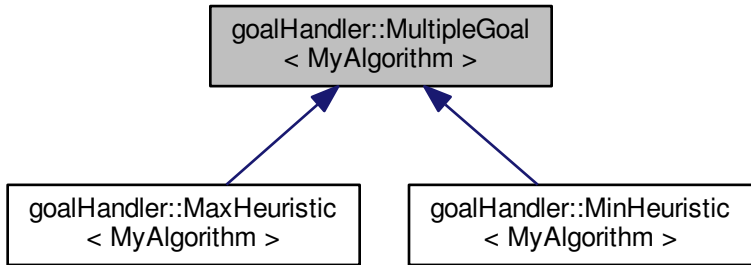 goalHandler::MultipleGoal
< MyAlgorithm >
goalHandler::MaxHeuristic
< MyAlgorithm >
goalHandler::MinHeuristic
< MyAlgorithm >